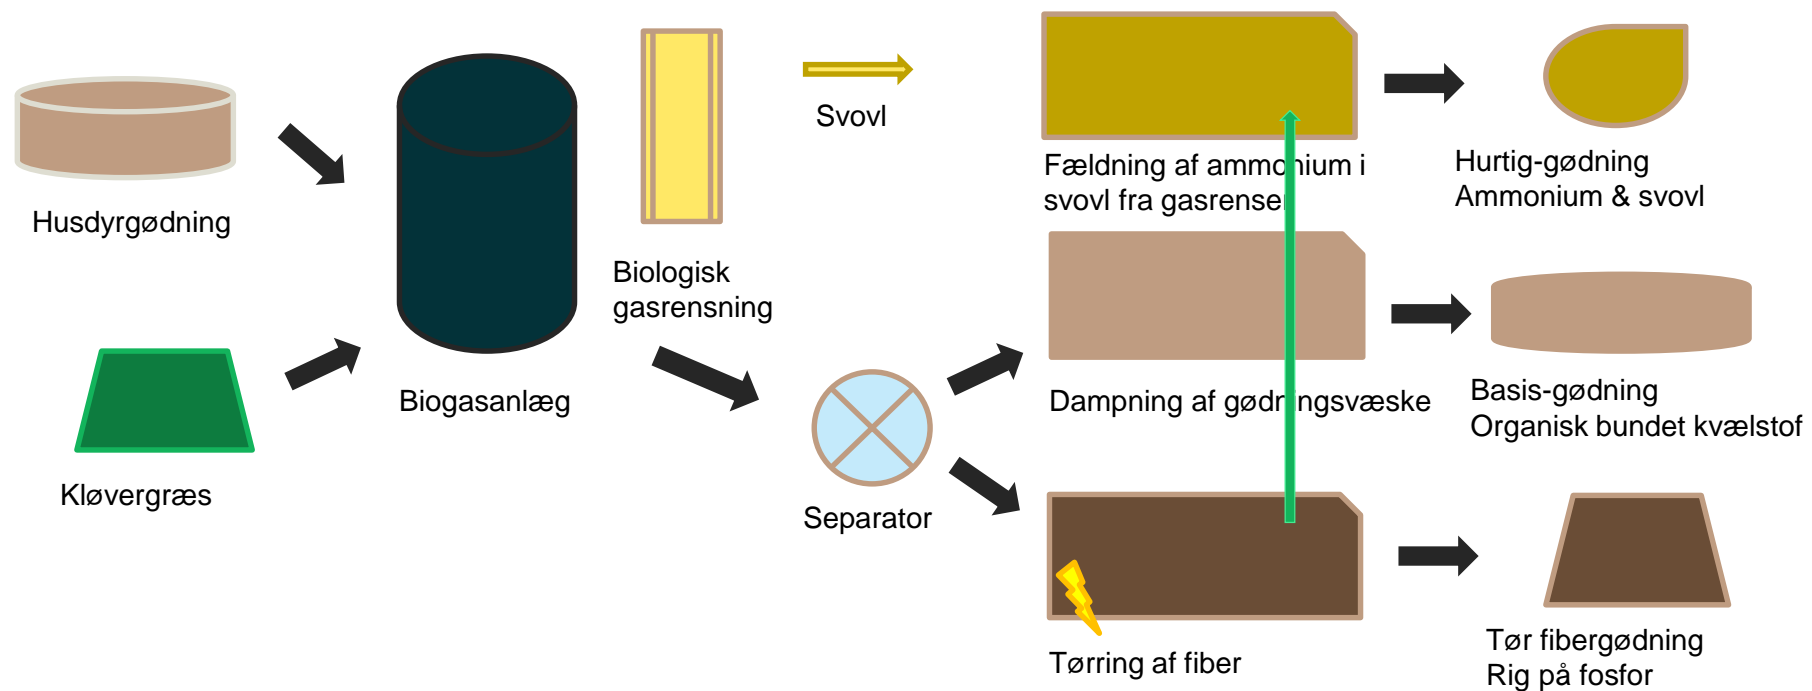 Husdyrgødning
Kløvergræs
Biogasanlæg
Biologisk
gasrensning
Svovl
Separator
Fældning af ammonium i
svovl fra gasrenser
Dampning af gødningsvæske
Tørring af fiber
Hurtig-gødning
Ammonium & svovl
Basis-gødning
Organisk bundet kvælstof
Tør fibergødning
Rig på fosfor